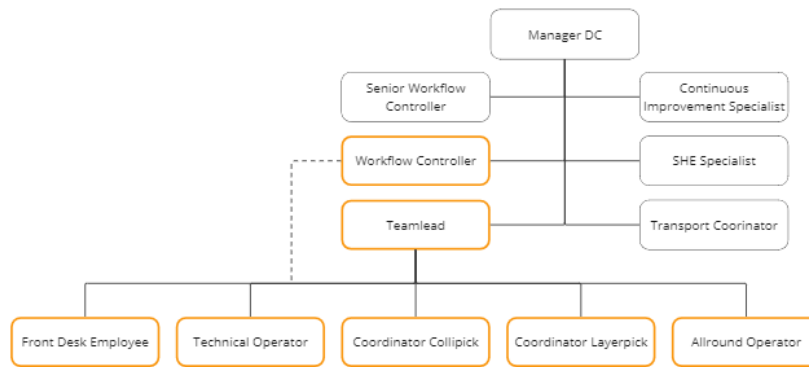 Manager DC
Senior Workflow
Controller
Continuous
Improvement Specialist
Workflow Controller
SHE Specialist
Teamlead
Transport Coorinator
Front Desk Employee
Technical Operator
Coordinator Collipick
Coordinator Layerpick
Allround Operator